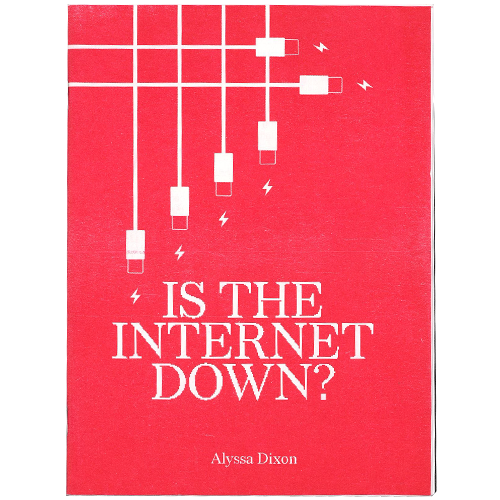 IS THE
INTERNET
DOWN?
Alyssa Dixon